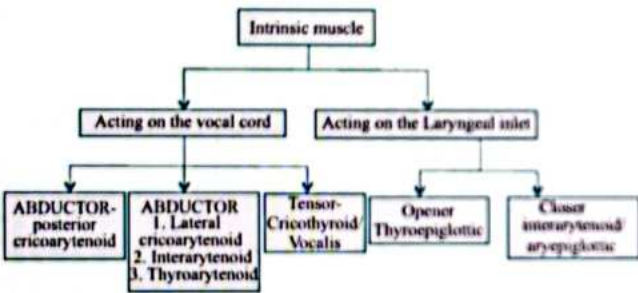 Intrinsic muscle
Acting on the vocal cord
Acting on the Laryngeal inlet
ABDUCTOR-
posterior
cricoarytenoid
ABDUCTOR
1. Lateral
cricoarytenoid
2. Interarytenoid
3. Thyroarytenoid
Tensor-
Cricothyroid/
Vocalis
Opener
Thyroepiglottic
Closer
interarytenoid/
aryepiglottic